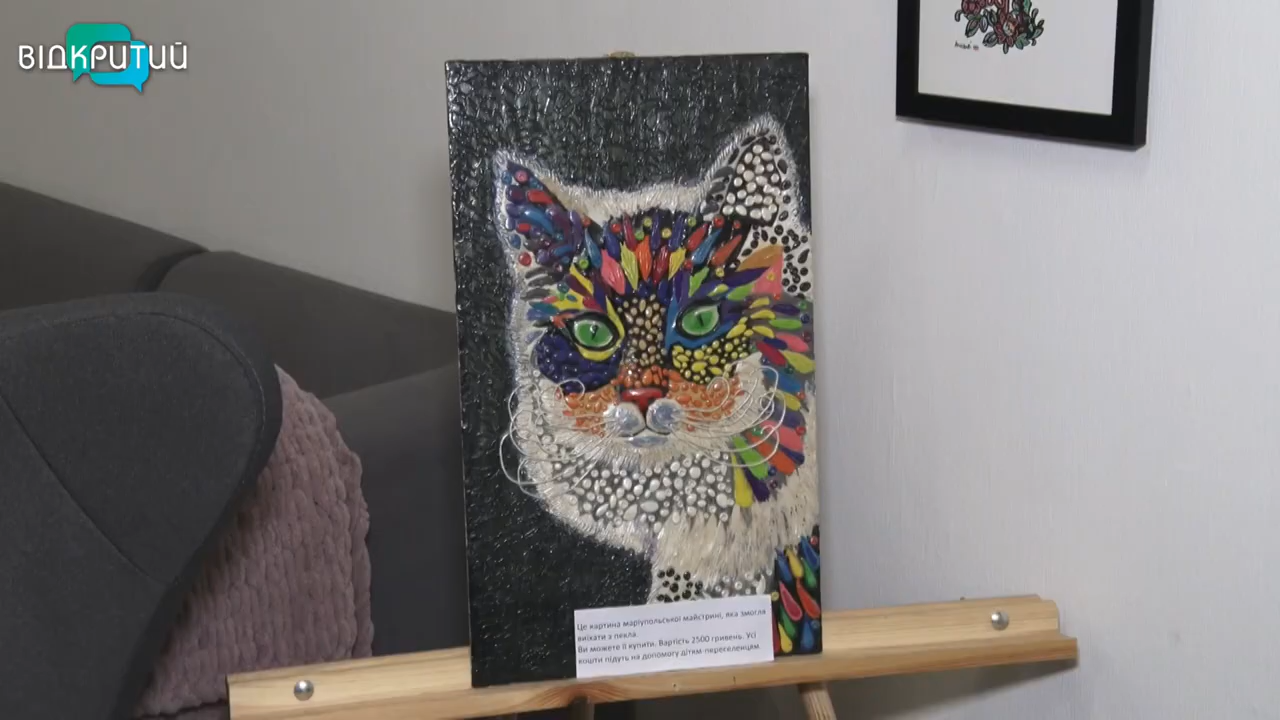 ВІДКРИТИЙ
Це картина маріупольської майстрині, яка змогла
виїхати з пекла.
Ви можете її купити. Вартість 2500 гривень. Усі
кошти підуть на допомогу дітям-переселенцям.